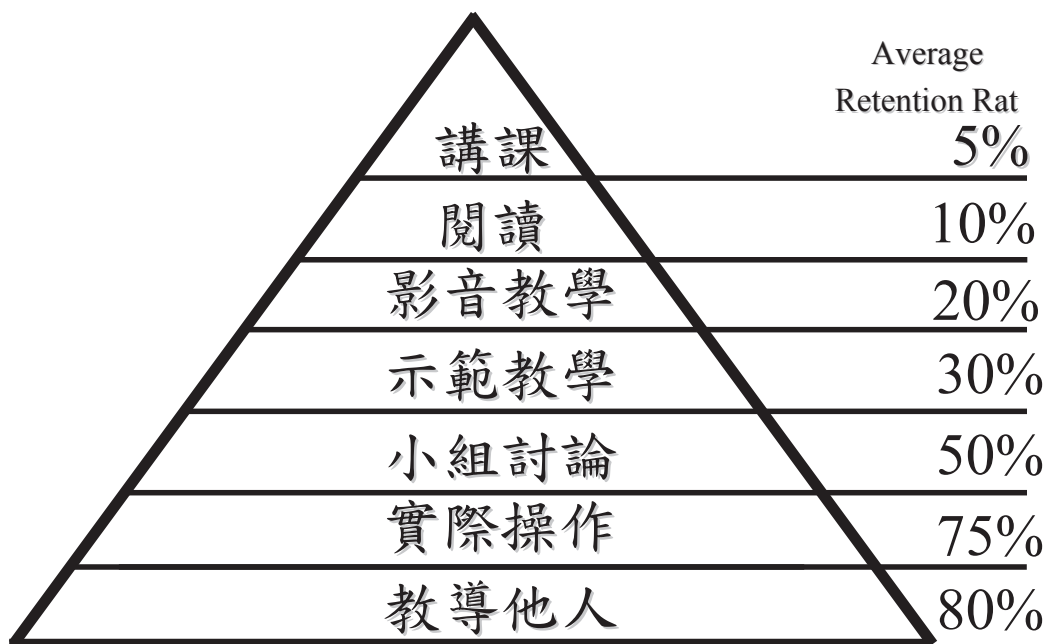 Average
Retention Rat
講課 5%
閱讀 10%
影音教學 20%
示範教學 30%
小組討論 50%
實際操作 75%
教導他人 80%